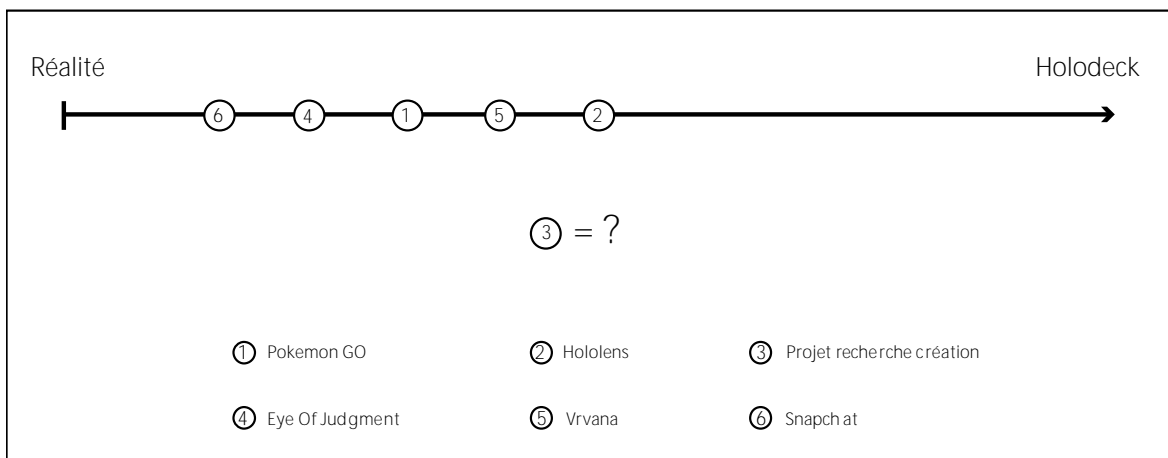 Réalité Holodeck
6 4 1 5 2
3 = ?
1 Pokemon GO 2 Hololens 3 Projet recherche création
4 Eye Of Judgment 5 Vrvana 6 Snapchat